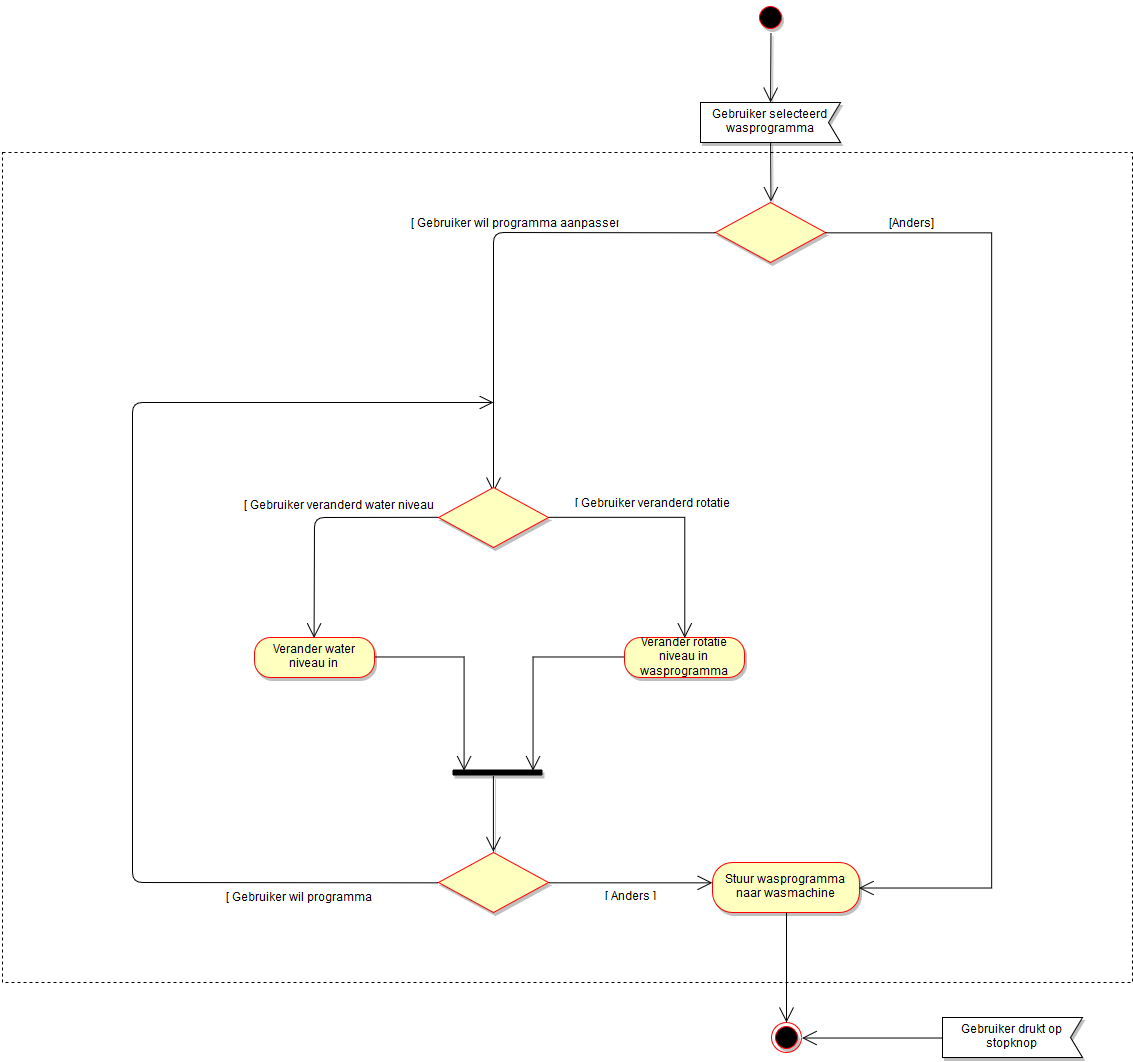 Gebruiker selecteerd
wasprogramma
[ Gebruiker wil programma aanpassen
[Anders]
[ Gebruiker veranderd water niveau
[ Gebruiker veranderd rotatie
Verander water
niveau in
Verander rotatie
niveau in
wasprogramma
[ Gebruiker wil programma
[ Anders ]
Stuur wasprogramma
naar wasmachine
Gebruiker drukt op
stopknop